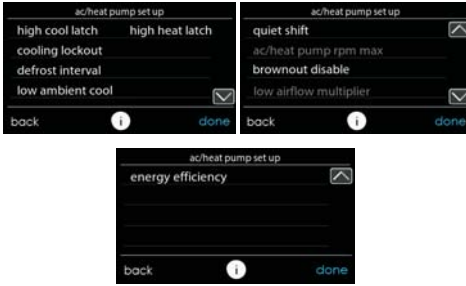 ac/heat pump set up
high cool latch high heat latch
cooling lockout
defrost interval
low ambient cool
back i done
ac/heat pump set up
quiet shift
ac/heat pump rpm max
brownout disable
low airflow multiplier
back i done
ac/heat pump set up
energy efficiency
back i done